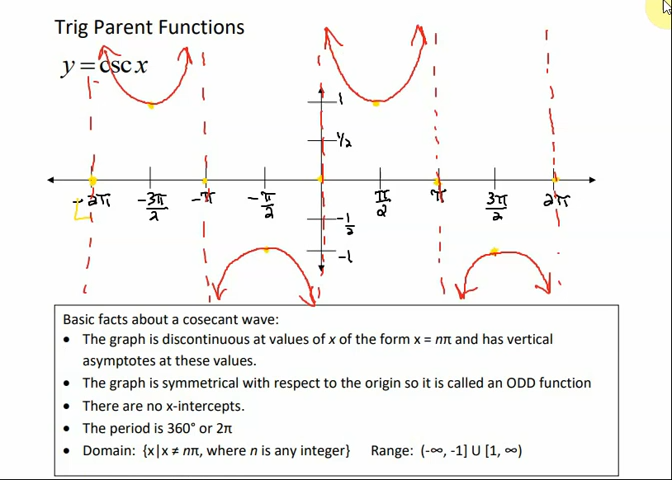 Trig Parent Functions
y = csc x
1
1/2
-2π -3π/2 -π -π/2 π/2 π 3π/2 2π
-1/2
-1
Basic facts about a cosecant wave:
• The graph is discontinuous at values of x of the form x = nπ and has vertical
asymptotes at these values.
• The graph is symmetrical with respect to the origin so it is called an ODD function
• There are no x-intercepts.
• The period is 360° or 2π
• Domain: {x|x ≠ nπ, where n is any integer} Range: (-∞, -1] U [1, ∞)